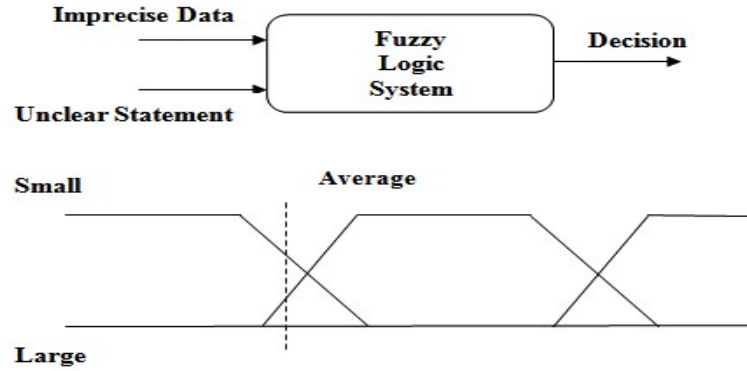 Imprecise Data
Fuzzy
Logic
System
Decision
Unclear Statement
Small
Average
Large